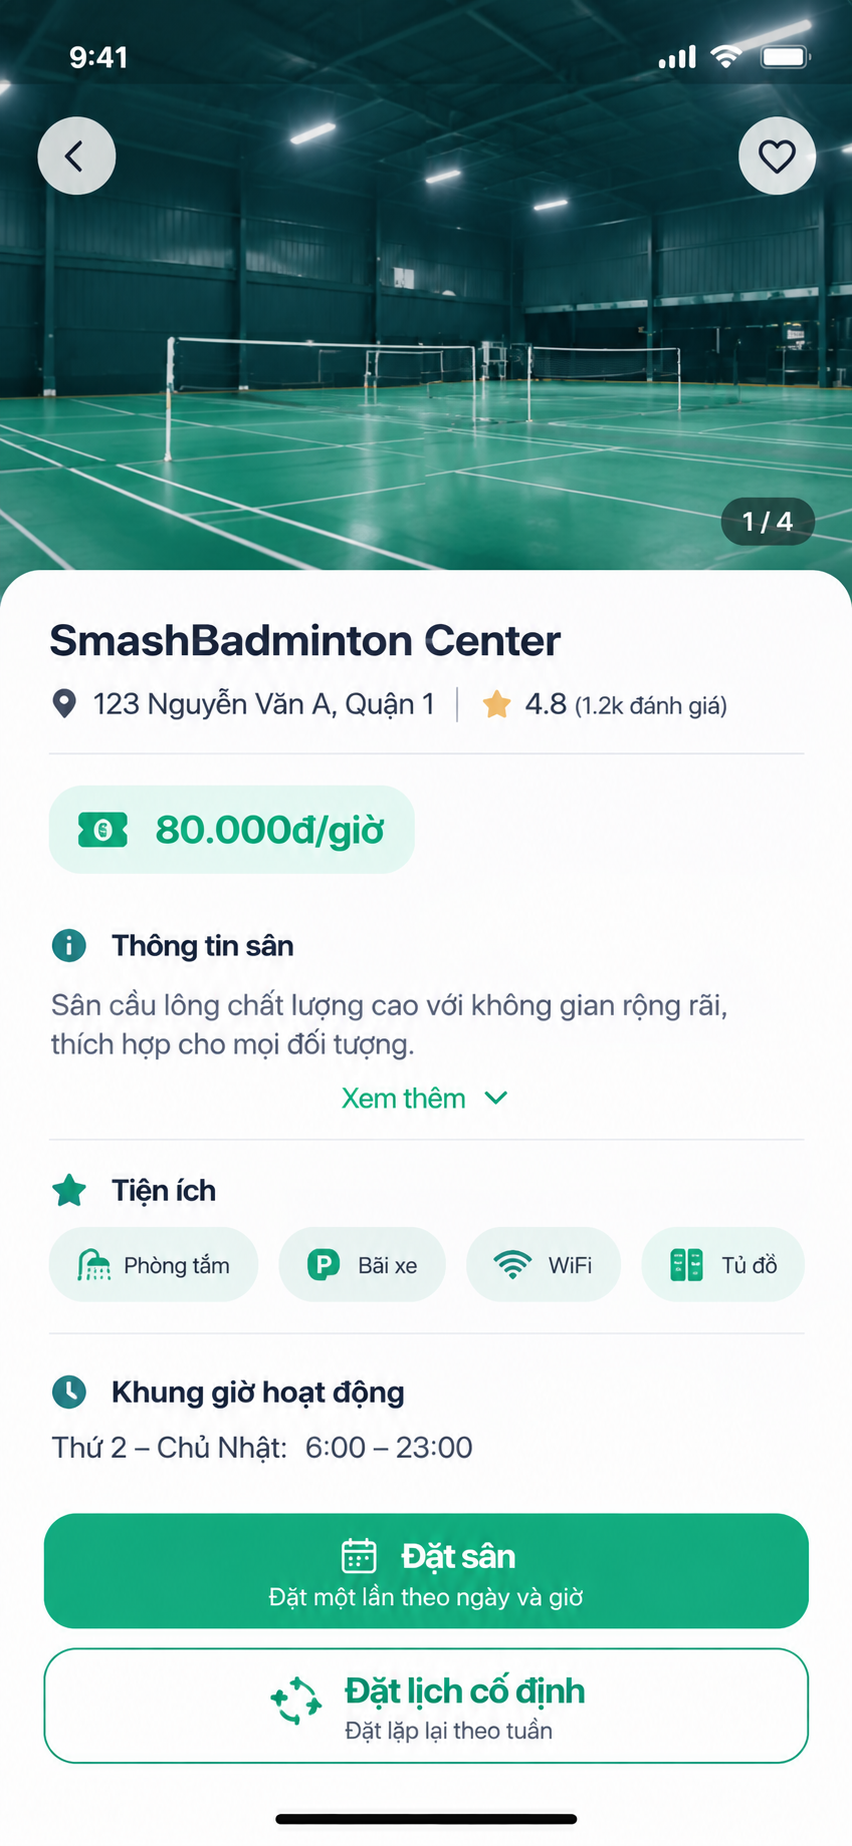 9:41
1 / 4
SmashBadminton Center
123 Nguyễn Văn A, Quận 1 | 4.8 (1.2k đánh giá)
80.000đ/giờ
Thông tin sân
Sân cầu lông chất lượng cao với không gian rộng rãi,
thích hợp cho mọi đối tượng.
Xem thêm
Tiện ích
Phòng tắm P Bãi xe WiFi Tủ đồ
Khung giờ hoạt động
Thứ 2 – Chủ Nhật: 6:00 – 23:00
Đặt sân
Đặt một lần theo ngày và giờ
Đặt lịch cố định
Đặt lặp lại theo tuần